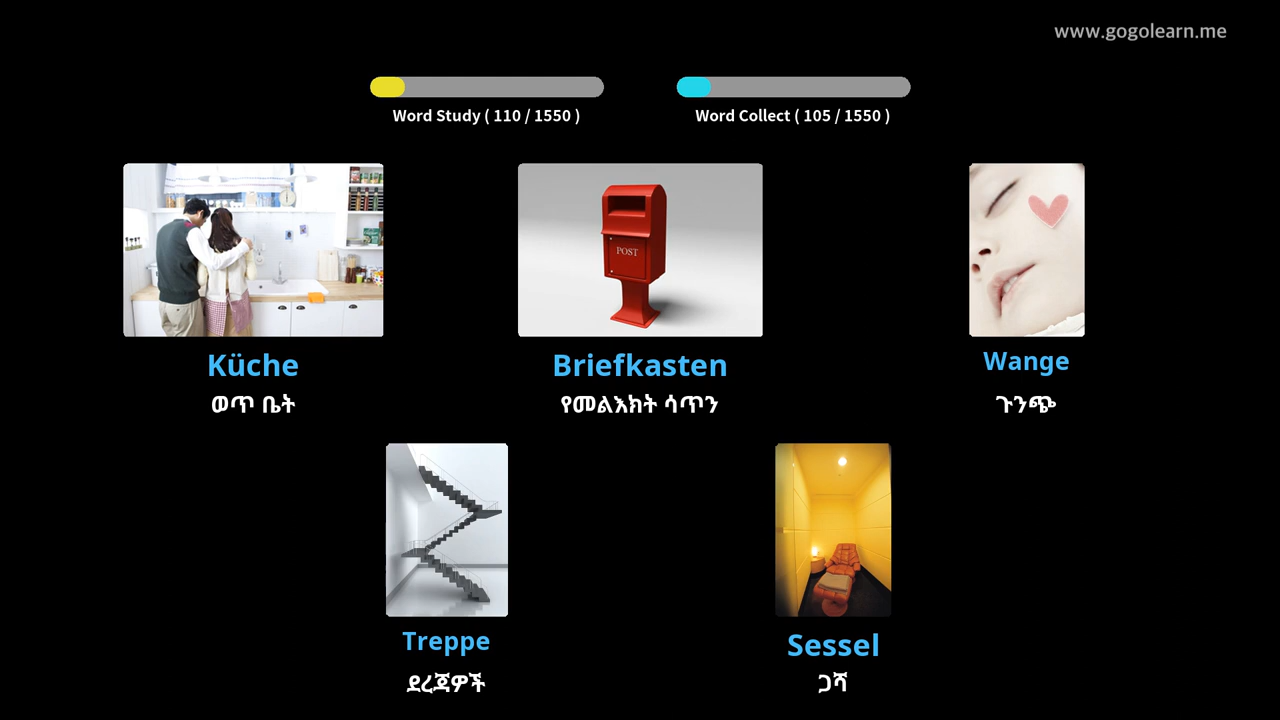 www.gogolearn.me
Word Study ( 110 / 1550 )
Word Collect ( 105 / 1550 )
POST
Küche
ወጥ ቤት
Briefkasten
የመልእክት ሳጥን
Wange
ጉንጭ
Treppe
ደረጃዎች
Sessel
ጋሻ